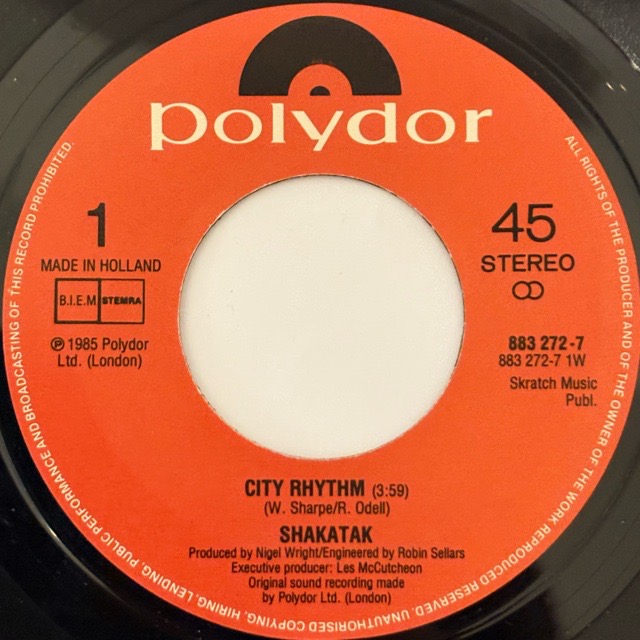 polydor
1
MADE IN HOLLAND
B.I.E.M. STEMRA
℗ 1985 Polydor
Ltd. (London)
45
STEREO
883 272-7
883 272-7 1W
Skratch Music
Publ.
CITY RHYTHM (3:59)
(W. Sharpe/R. Odell)
SHAKATAK
Produced by Nigel Wright/Engineered by Robin Sellars
Executive producer: Les McCutcheon
Original sound recording made
by Polydor Ltd. (London)
ALL RIGHTS OF THE PRODUCER AND OF THE OWNER OF THE WORK REPRODUCED RESERVED. UNAUTHORISED COPYING, HIRING, LENDING, PUBLIC PERFORMANCE AND BROADCASTING OF THIS RECORD PROHIBITED.